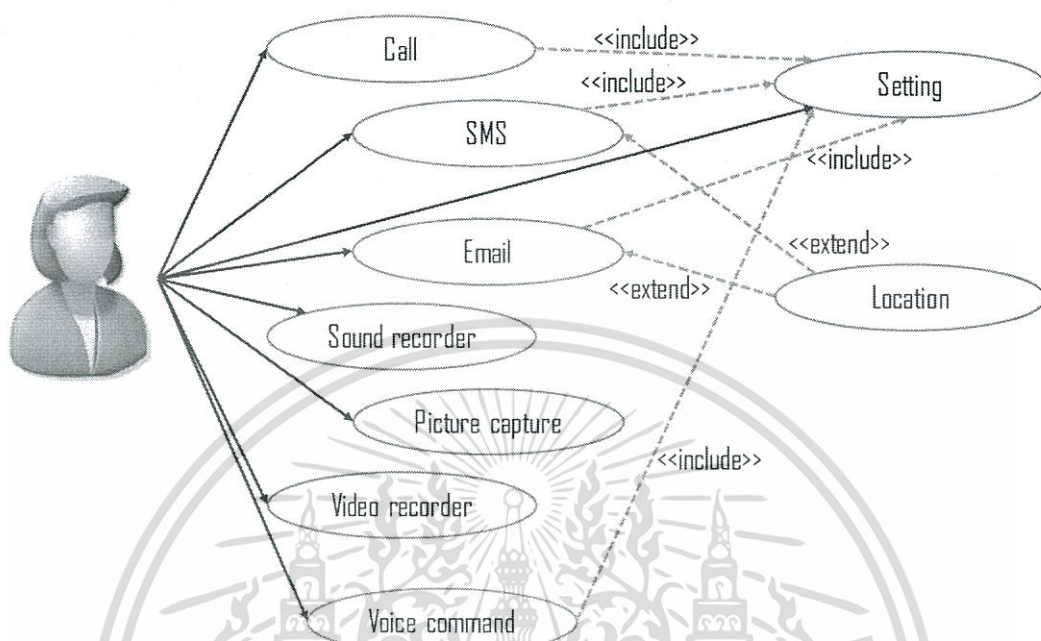 Call
<<include>>
<<include>>
Setting
SMS
<<include>>
Email
<<extend>>
<<extend>>
Location
Sound recorder
Picture capture
<<include>>
Video recorder
Voice command